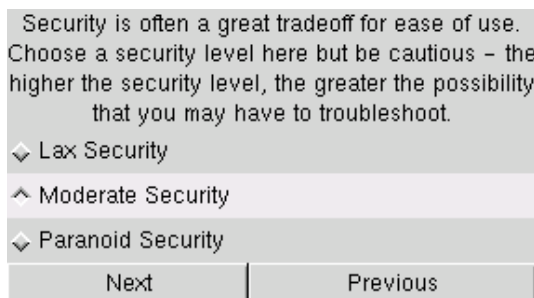 Security is often a great tradeoff for ease of use.
Choose a security level here but be cautious – the
higher the security level, the greater the possibility
that you may have to troubleshoot.
Lax Security
Moderate Security
Paranoid Security
Next
Previous